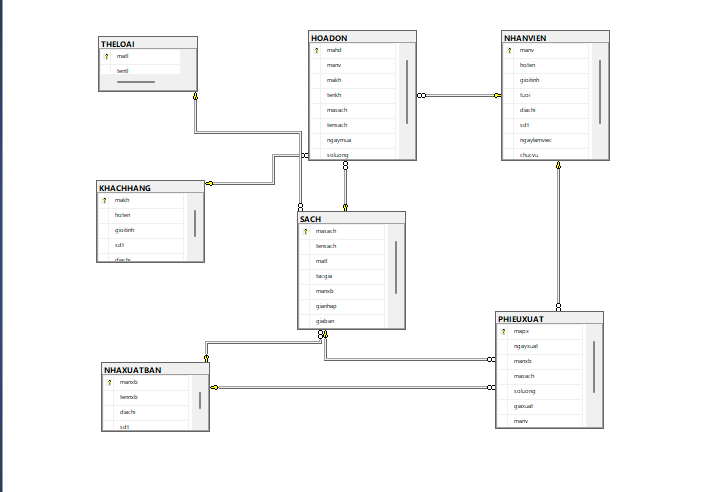 THELOAI
matl
tentl
HOADON
mahd
manv
makh
tenkh
masach
tensach
ngaymua
soluong
NHANVIEN
manv
hoten
gioitinh
tuoi
diachi
sdt
ngaylamviec
chucvu
KHACHHANG
makh
hoten
gioitinh
sdt
diachi
SACH
masach
tensach
matl
tacgia
manxb
gianhap
giaban
NHAXUATBAN
manxb
tennxb
diachi
sdt
PHIEUXUAT
mapx
ngayxuat
manxb
masach
soluong
giaxuat
manv